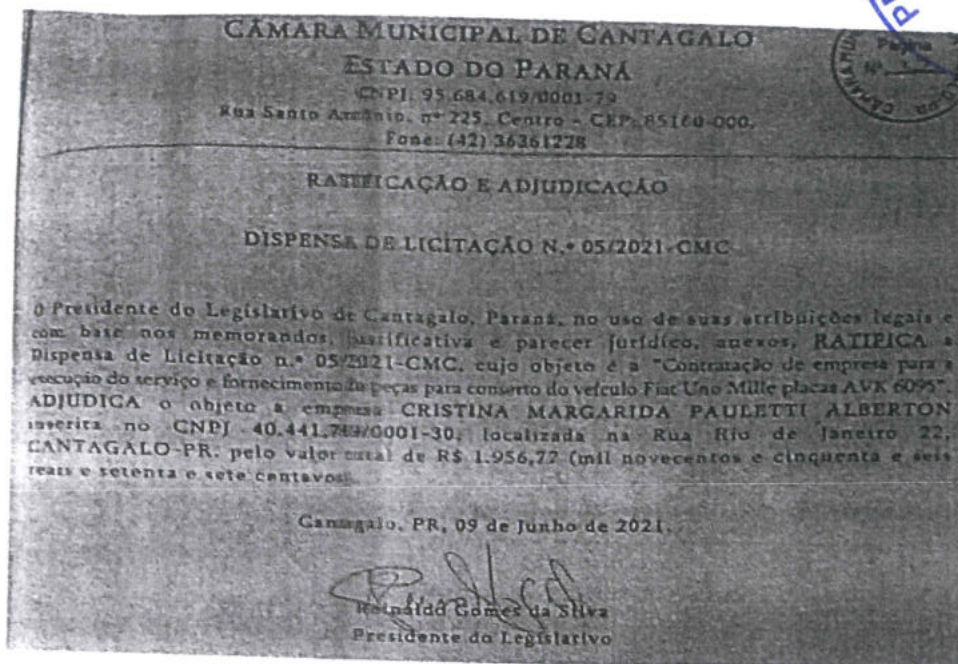 CÂMARA MUNICIPAL DE CANTAGALO
ESTADO DO PARANÁ
CNPJ. 95.684.619/0001-79
Rua Santo Antônio, nº 225, Centro - CEP: 85160-000.
Fone: (42) 36361228
Página
Nº
RATIFICAÇÃO E ADJUDICAÇÃO
DISPENSA DE LICITAÇÃO N.º 05/2021-CMC
O Presidente do Legislativo de Cantagalo, Paraná, no uso de suas atribuições legais e
com base nos memorandos, justificativa e parecer jurídico, anexos, RATIFICA a
Dispensa de Licitação n.º 05/2021-CMC, cujo objeto é a "Contratação de empresa para a
execução do serviço e fornecimento de peças para conserto do veículo Fiat Uno Mille placas AVK 6095".
ADJUDICA o objeto a empresa CRISTINA MARGARIDA PAULETTI ALBERTON
inscrita no CNPJ localizada na Rua Rio de Janeiro 22,
CANTAGALO-PR: pelo valor total de R$ 1.956,77 (mil novecentos e cinquenta e seis
reais e setenta e sete centavos).
Cantagalo, PR, 09 de Junho de 2021.
Reinaldo Gomes da Silva
Presidente do Legislativo